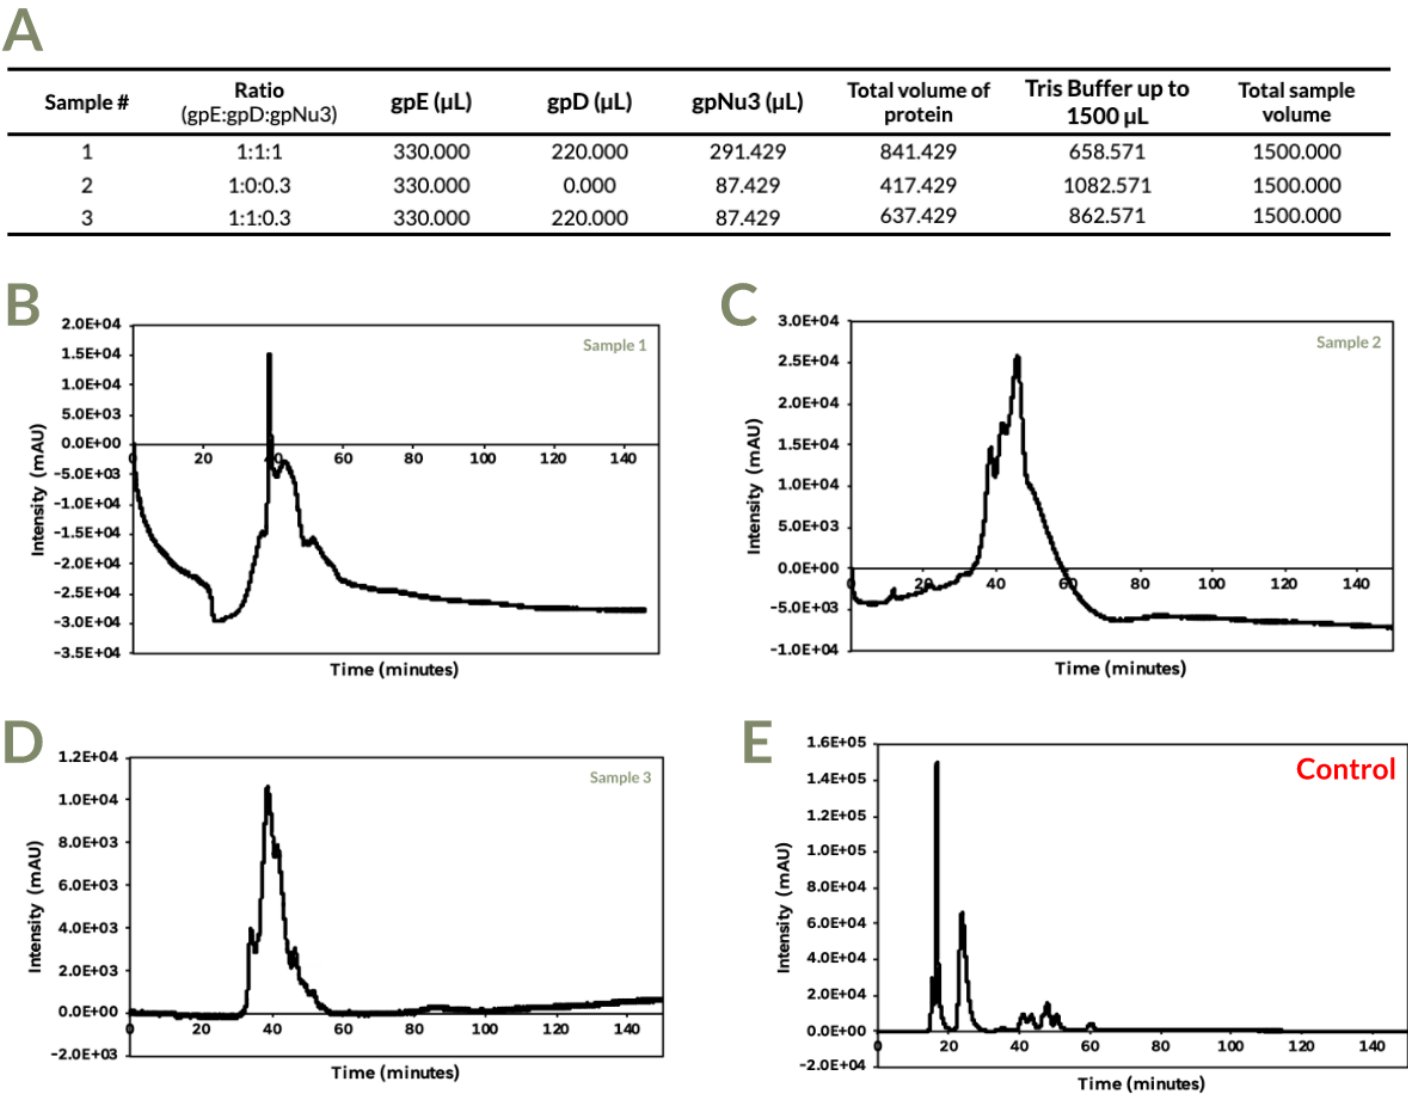 A
Sample # Ratio (gpE:gpD:gpNu3) gpE (µL) gpD (µL) gpNu3 (µL) Total volume of protein Tris Buffer up to 1500 µL Total sample volume
1 1:1:1 330.000 220.000 291.429 841.429 658.571 1500.000
2 1:0:0.3 330.000 0.000 87.429 417.429 1082.571 1500.000
3 1:1:0.3 330.000 220.000 87.429 637.429 862.571 1500.000
B
Sample 1
2.0E+04
1.5E+04
1.0E+04
5.0E+03
0.0E+00
-5.0E+03
-1.0E+04
-1.5E+04
-2.0E+04
-2.5E+04
-3.0E+04
-3.5E+04
Intensity (mAU)
0 20 40 60 80 100 120 140
Time (minutes)
C
Sample 2
3.0E+04
2.5E+04
2.0E+04
1.5E+04
1.0E+04
5.0E+03
0.0E+00
-5.0E+03
-1.0E+04
Intensity (mAU)
0 20 40 60 80 100 120 140
Time (minutes)
D
Sample 3
1.2E+04
1.0E+04
8.0E+03
6.0E+03
4.0E+03
2.0E+03
0.0E+00
-2.0E+03
Intensity (mAU)
0 20 40 60 80 100 120 140
Time (minutes)
E
Control
1.6E+05
1.4E+05
1.2E+05
1.0E+05
8.0E+04
6.0E+04
4.0E+04
2.0E+04
0.0E+00
-2.0E+04
Intensity (mAU)
0 20 40 60 80 100 120 140
Time (minutes)